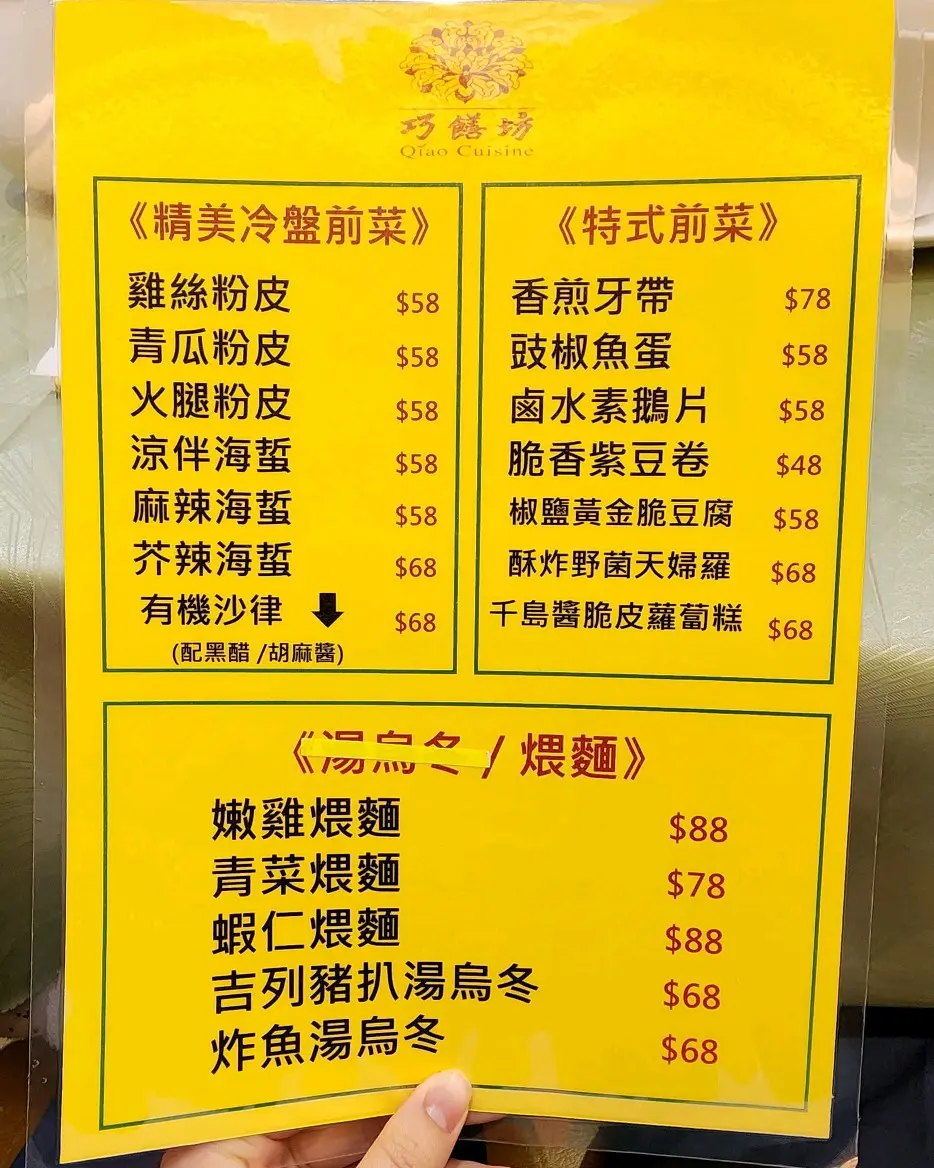 巧饍坊
Qiao Cuisine
《精美冷盤前菜》
雞絲粉皮 $58
青瓜粉皮 $58
火腿粉皮 $58
涼伴海蜇 $58
麻辣海蜇 $58
芥辣海蜇 $68
有機沙律 $68
(配黑醋/胡麻醬)
《特式前菜》
香煎牙帶 $78
豉椒魚蛋 $58
鹵水素鵝片 $58
脆香紫豆卷 $48
椒鹽黃金脆豆腐 $58
酥炸野菌天婦羅 $68
千島醬脆皮蘿蔔糕 $68
《湯烏冬/煨麵》
嫩雞煨麵 $88
青菜煨麵 $78
蝦仁煨麵 $88
吉列豬扒湯烏冬 $68
炸魚湯烏冬 $68